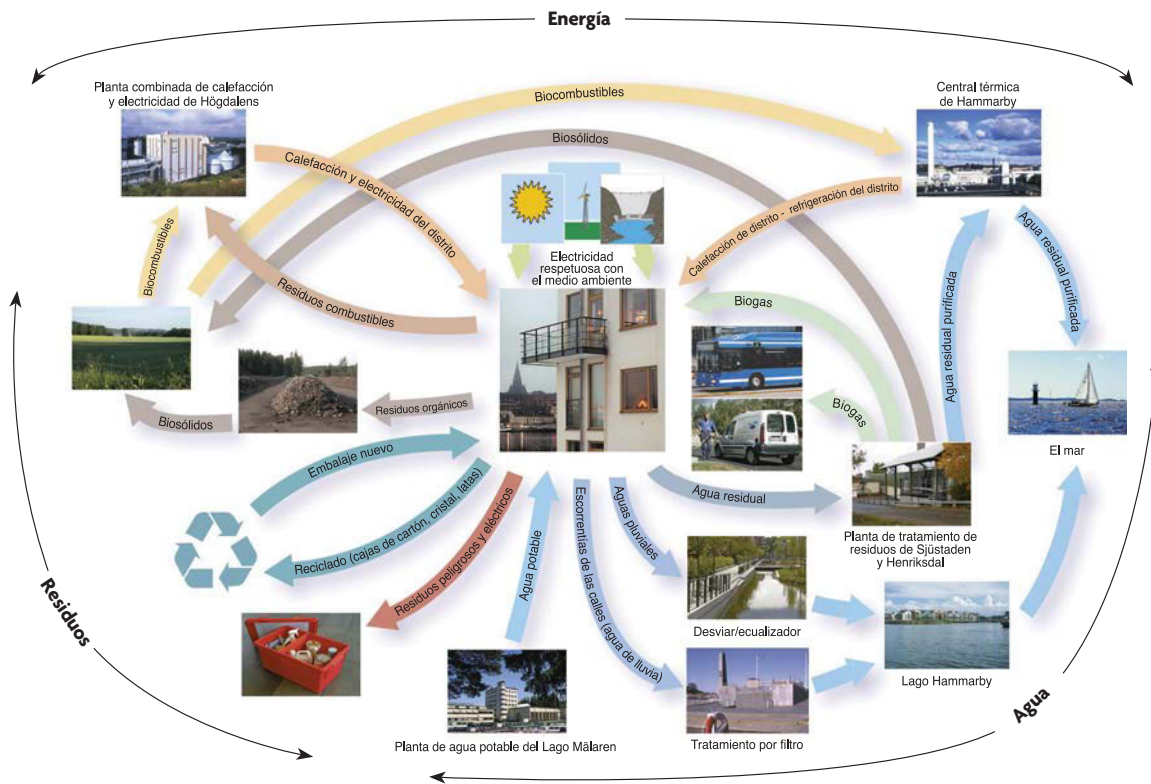 Energía
Planta combinada de calefacción
y electricidad de Högdalens
Biocombustibles
Central térmica
de Hammarby
Biosólidos
Calefacción y electricidad del distrito
Calefacción de distrito - refrigeración del distrito
Electricidad
respetuosa con
el medio ambiente
Biocombustibles
Residuos combustibles
Biogas
Agua residual purificada
Agua residual purificada
Biosólidos
Residuos orgánicos
Biogas
El mar
Embalaje nuevo
Agua residual
Planta de tratamiento de
residuos de Sjüstaden
y Henriksdal
Reciclado (cajas de cartón, cristal, latas)
Residuos peligrosos y eléctricos
Agua potable
Escorrentías de las calles (agua de lluvia)
Aguas pluviales
Desviar/ecualizador
Lago Hammarby
Residuos
Agua
Planta de agua potable del Lago Mälaren
Tratamiento por filtro